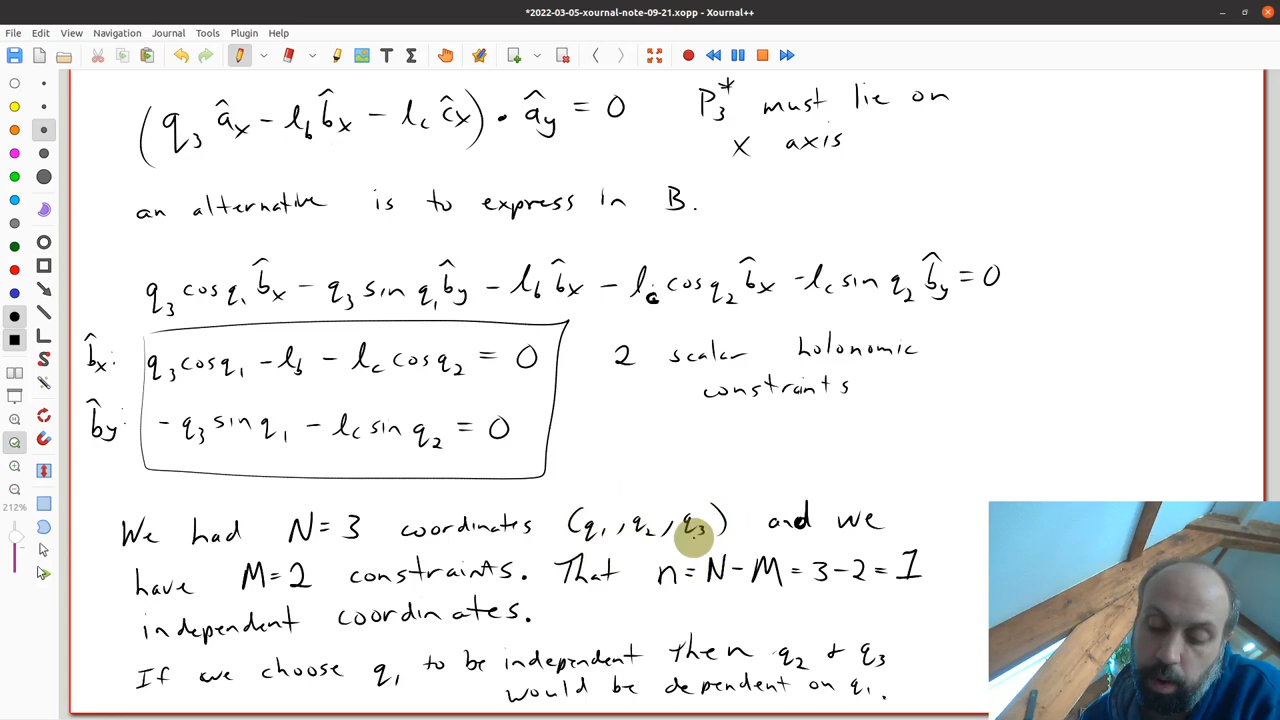 *2022-03-05-xournal-note-09-21.xopp - Xournal++
File Edit View Navigation Journal Tools Plugin Help
(q₃ âₓ - l_b b̂ₓ - l_c ĉₓ) · â_y = 0 P₃* must lie on
x axis
an alternative is to express in B.
q₃ cos q₁ b̂ₓ - q₃ sin q₁ b̂_y - l_b b̂ₓ - l_c cos q₂ b̂ₓ - l_c sin q₂ b̂_y = 0
b̂ₓ: q₃ cos q₁ - l_b - l_c cos q₂ = 0 2 scalar holonomic
constraints
b̂_y: - q₃ sin q₁ - l_c sin q₂ = 0
We had N = 3 coordinates (q₁, q₂, q₃) and we
have M = 2 constraints. That n = N - M = 3 - 2 = 1
independent coordinates.
If we choose q₁ to be independent then q₂ & q₃
would be dependent on q₁.
212%